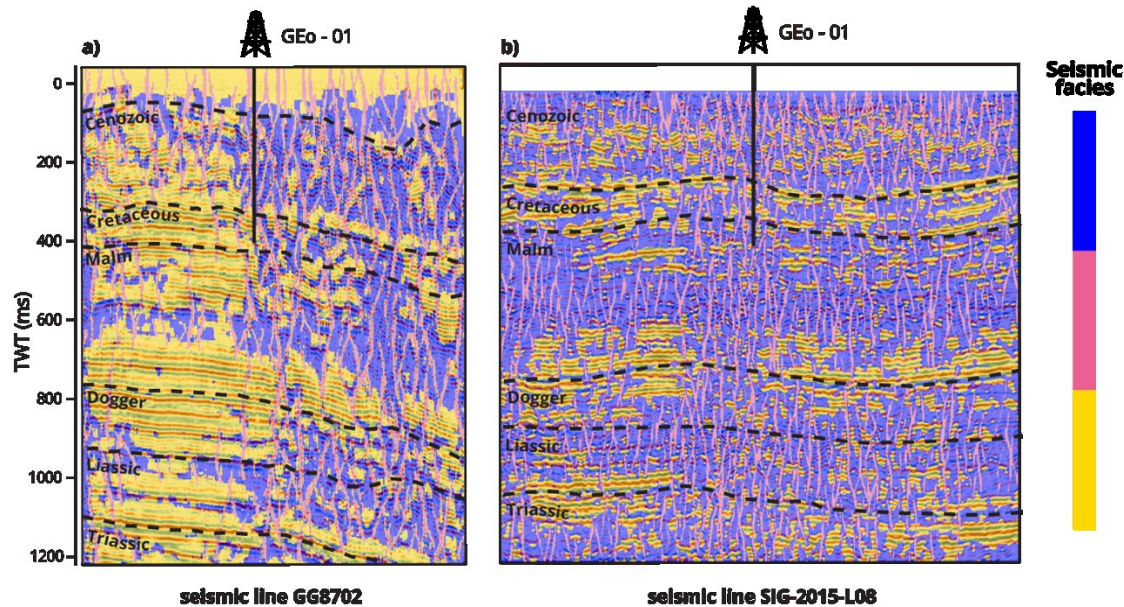 a)
GEo - 01
b)
GEo - 01
Seismic
facies
TWT (ms)
0
200
400
600
800
1000
1200
Cenozoic
Cretaceous
Malm
Dogger
Liassic
Triassic
Cenozoic
Cretaceous
Malm
Dogger
Liassic
Triassic
seismic line GG8702
seismic line SIG-2015-L08